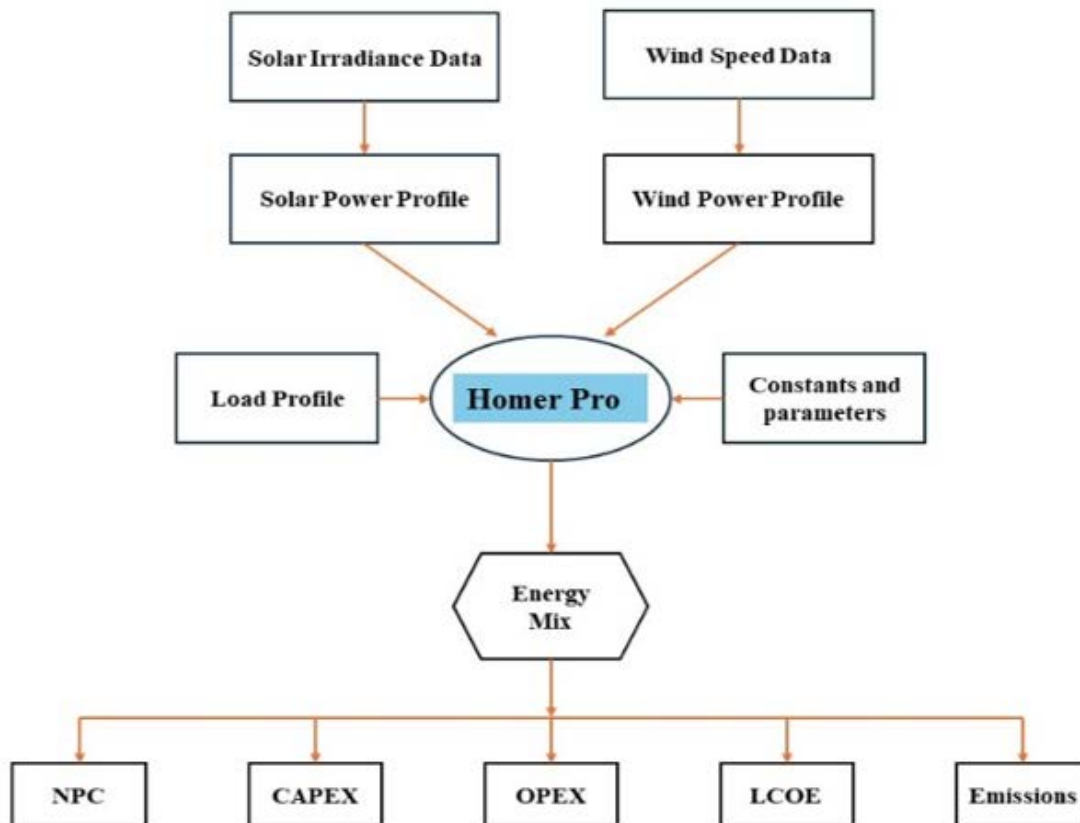 Solar Irradiance Data
Wind Speed Data
Solar Power Profile
Wind Power Profile
Load Profile
Homer Pro
Constants and
parameters
Energy
Mix
NPC
CAPEX
OPEX
LCOE
Emissions